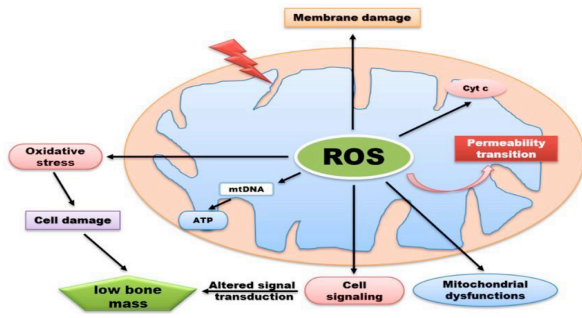 Membrane damage
Cyt c
Oxidative
stress
ROS
Permeability
transition
mtDNA
ATP
Cell damage
low bone
mass
Altered signal
transduction
Cell
signaling
Mitochondrial
dysfunctions